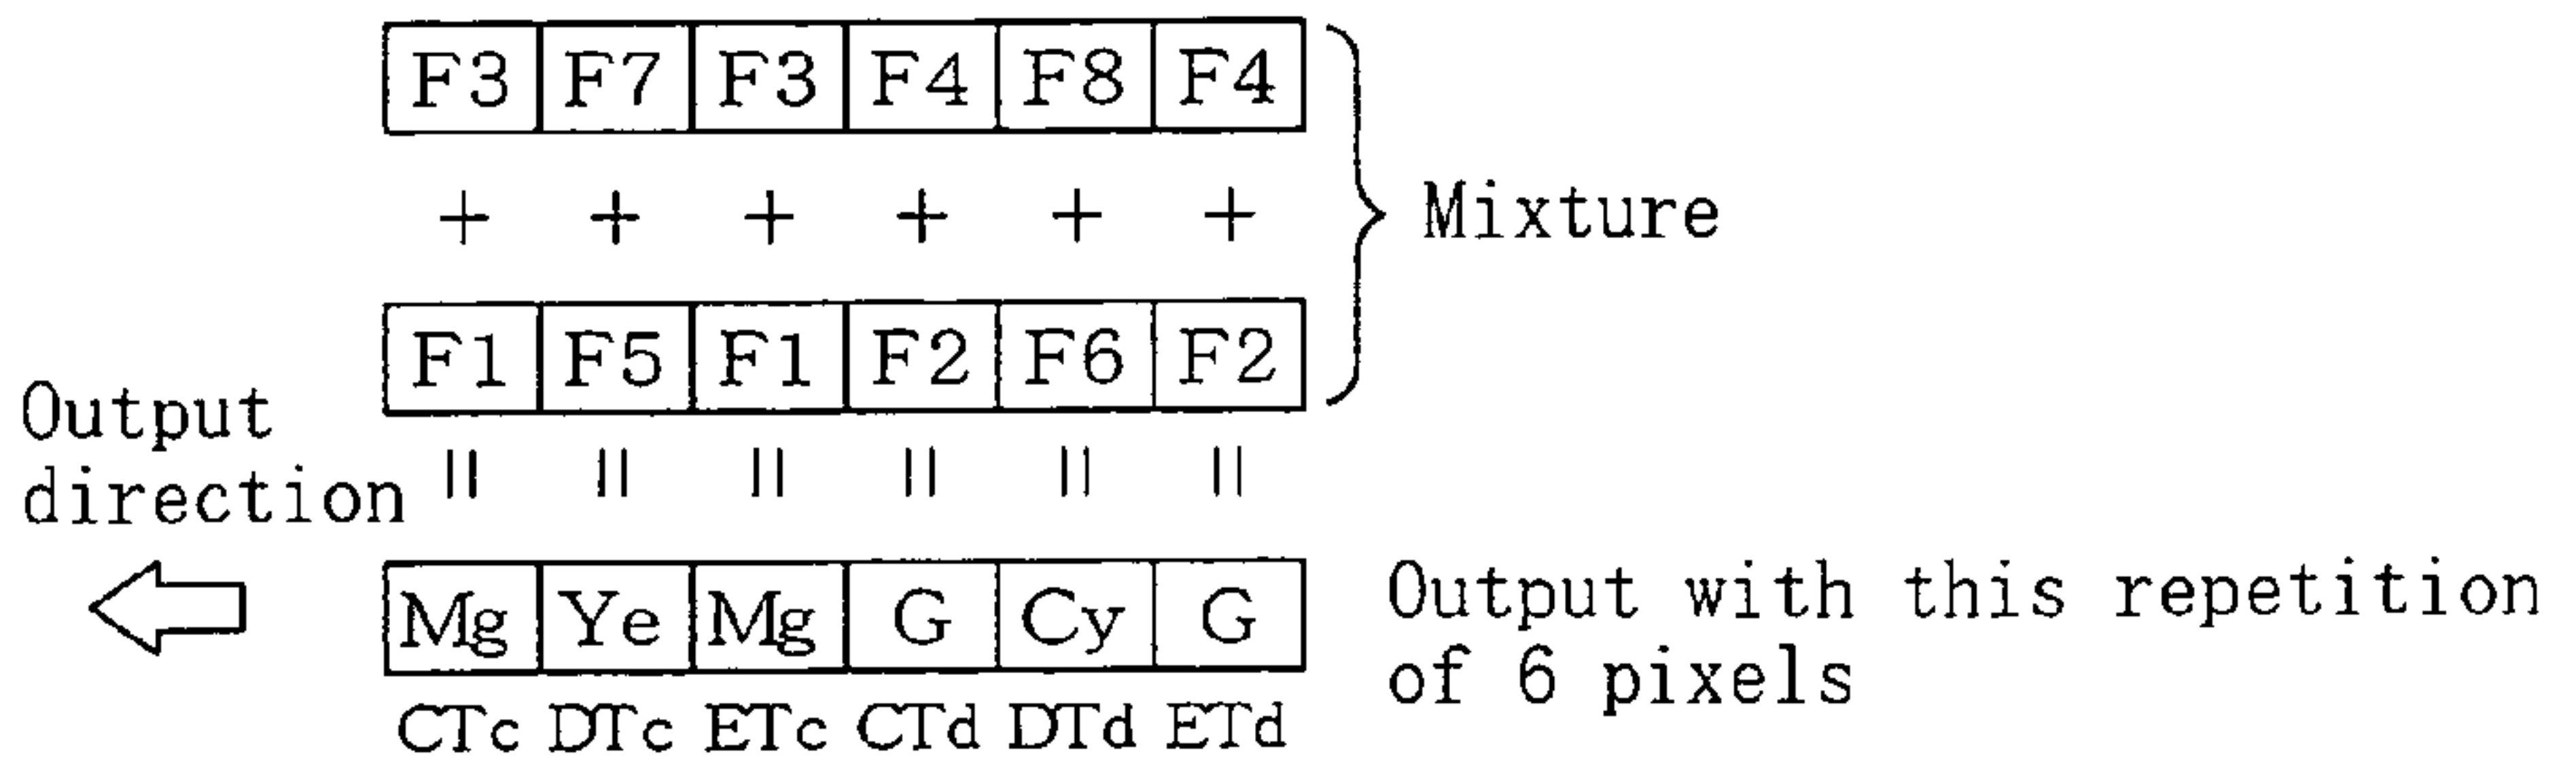 F3 F7 F3 F4 F8 F4
+ + + + + +
Mixture
F1 F5 F1 F2 F6 F2
Output
direction
= = = = = =
Mg Ye Mg G Cy G
CTc DTc ETc CTd DTd ETd
Output with this repetition
of 6 pixels